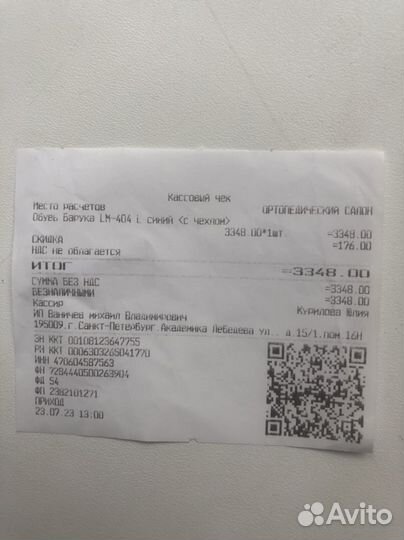 Кассовый чек
Место расчетов ОРТОПЕДИЧЕСКИЙ САЛОН
Обувь Барука LM-404 L синий <с чехлом>
3348.00*1шт. =3348.00
СКИДКА =176.00
НДС не облагается
ИТОГ =3348.00
СУММА БЕЗ НДС =3348.00
БЕЗНАЛИЧНЫМИ =3348.00
Кассир Курилова Юлия
ИП Ваничев михаил Владимирович
195009,г.Санкт-Петербург,Академика Лебедева ул., д 15/1,пом 16Н
ЗН ККТ 00108123647755
РН ККТ 0006303265041770
ИНН 470604587563
ФН 7284440500263904
ФД 54
ФП 2382101271
ПРИХОД
23.07.23 13:00
Avito